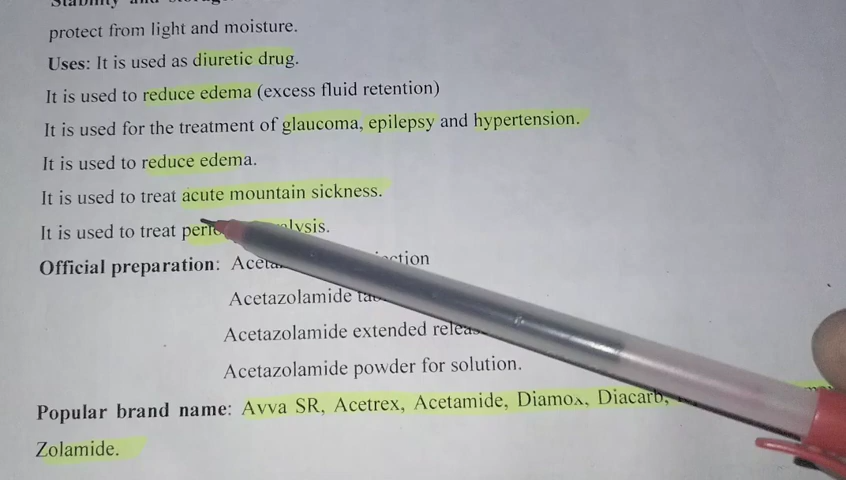 protect from light and moisture.
Uses: It is used as diuretic drug.
It is used to reduce edema (excess fluid retention)
It is used for the treatment of glaucoma, epilepsy and hypertension.
It is used to reduce edema.
It is used to treat acute mountain sickness.
It is used to treat
Official preparation:
Acetazolamide
Acetazolamide extended
Acetazolamide powder for solution.
Popular brand name: Avva SR, Acetrex, Acetamide, Diamox, Diacarb,
Zolamide.